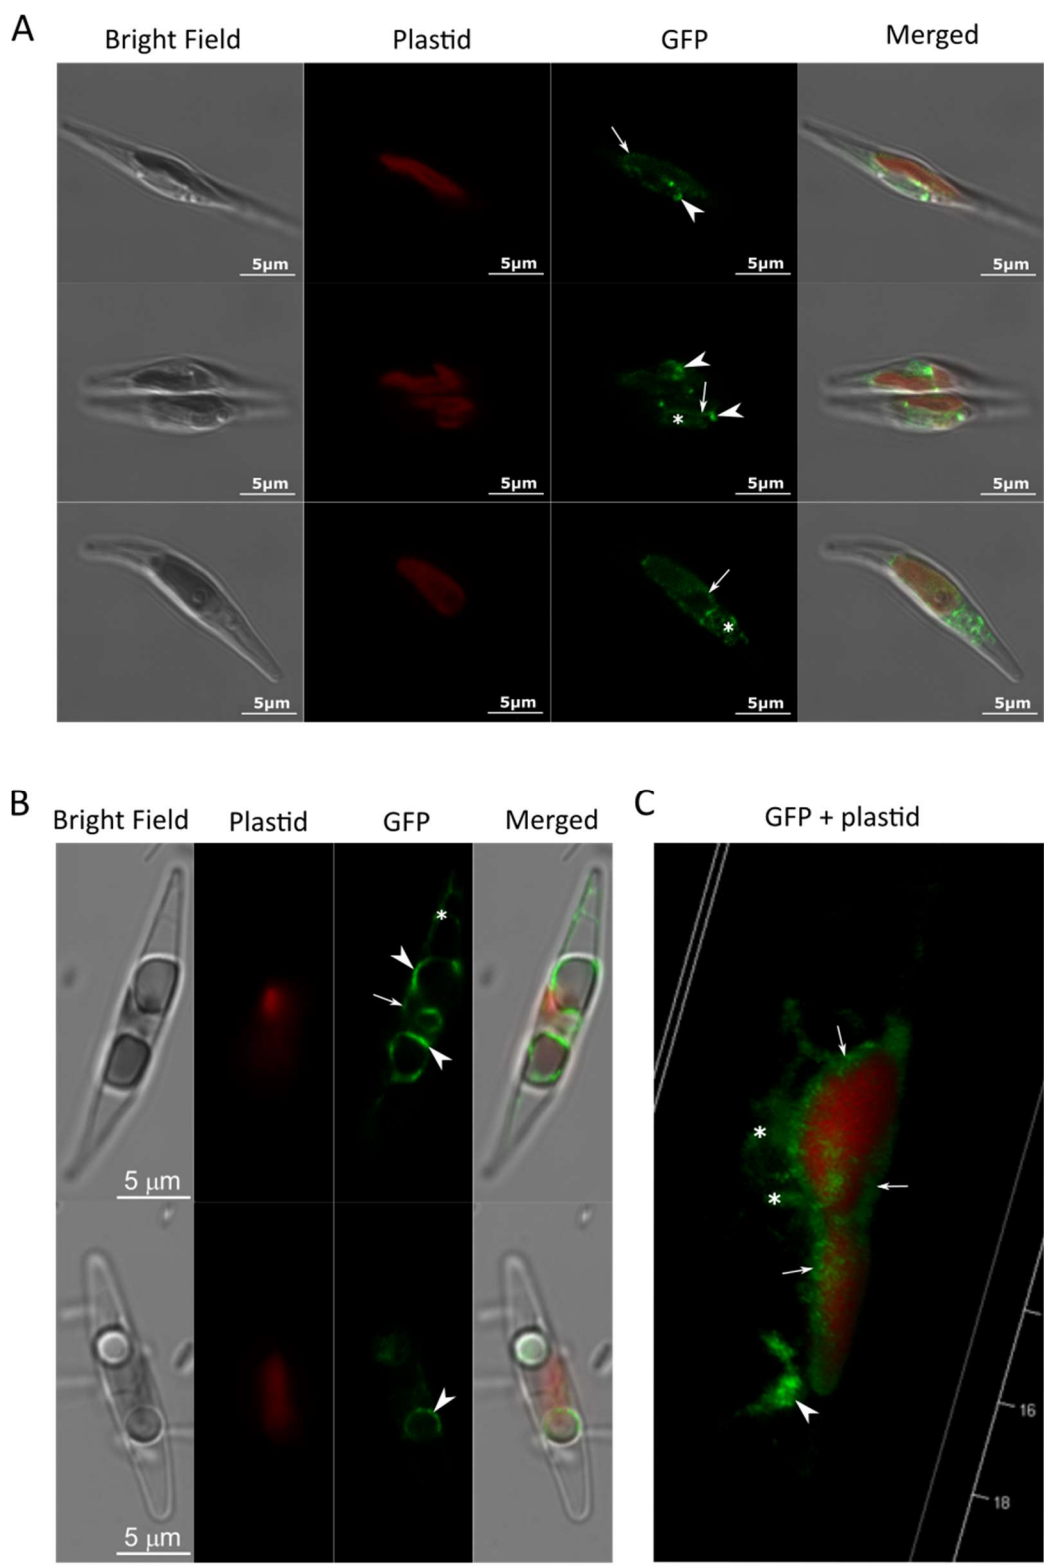 A
Bright Field Plastid GFP Merged
5μm 5μm 5μm 5μm
* 
5μm 5μm 5μm 5μm
*
5μm 5μm 5μm 5μm
B
Bright Field Plastid GFP Merged
*
5 μm
5 μm
C
GFP + plastid
*
*
16
18